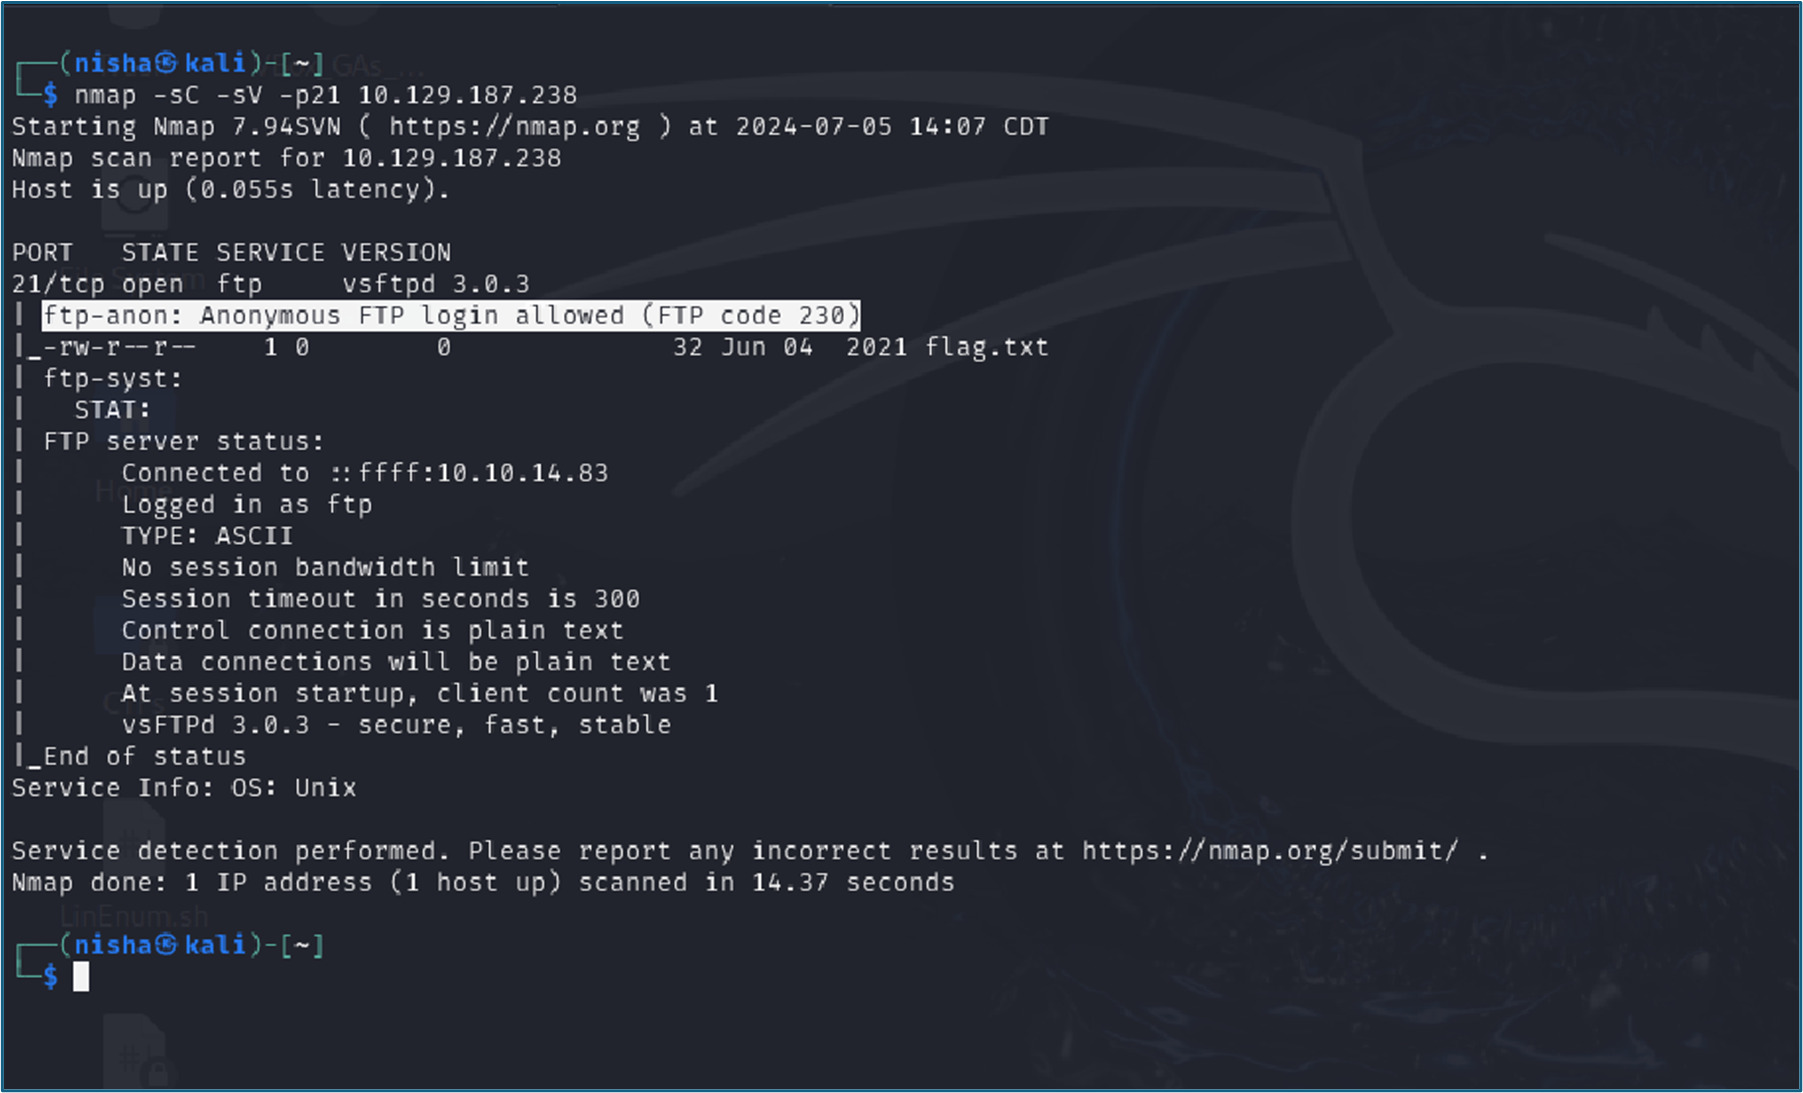 ┌──(nisha㉿kali)-[~]
└─$ nmap -sC -sV -p21 10.129.187.238
Starting Nmap 7.94SVN ( https://nmap.org ) at 2024-07-05 14:07 CDT
Nmap scan report for 10.129.187.238
Host is up (0.055s latency).
PORT   STATE SERVICE VERSION
21/tcp open  ftp     vsftpd 3.0.3
| ftp-anon: Anonymous FTP login allowed (FTP code 230)
|_-rw-r--r--    1 0        0              32 Jun 04  2021 flag.txt
| ftp-syst:
|   STAT:
| FTP server status:
|      Connected to ::ffff:10.10.14.83
|      Logged in as ftp
|      TYPE: ASCII
|      No session bandwidth limit
|      Session timeout in seconds is 300
|      Control connection is plain text
|      Data connections will be plain text
|      At session startup, client count was 1
|      vsFTPd 3.0.3 - secure, fast, stable
|_End of status
Service Info: OS: Unix
Service detection performed. Please report any incorrect results at https://nmap.org/submit/ .
Nmap done: 1 IP address (1 host up) scanned in 14.37 seconds
LinEnum.sh
┌──(nisha㉿kali)-[~]
└─$